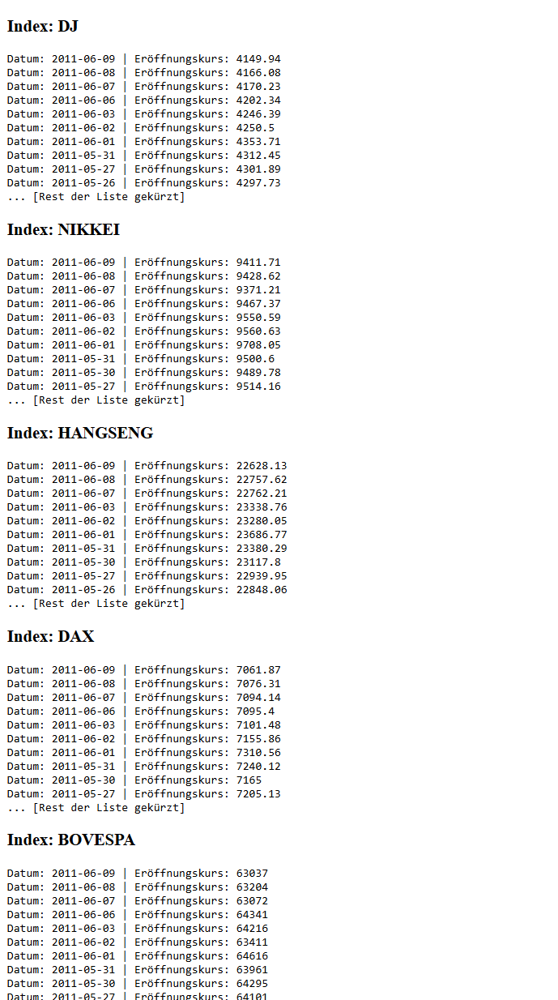 Index: DJ
Datum: 2011-06-09 | Eröffnungskurs: 4149.94
Datum: 2011-06-08 | Eröffnungskurs: 4166.08
Datum: 2011-06-07 | Eröffnungskurs: 4170.23
Datum: 2011-06-06 | Eröffnungskurs: 4202.34
Datum: 2011-06-03 | Eröffnungskurs: 4246.39
Datum: 2011-06-02 | Eröffnungskurs: 4250.5
Datum: 2011-06-01 | Eröffnungskurs: 4353.71
Datum: 2011-05-31 | Eröffnungskurs: 4312.45
Datum: 2011-05-27 | Eröffnungskurs: 4301.89
Datum: 2011-05-26 | Eröffnungskurs: 4297.73
... [Rest der Liste gekürzt]
Index: NIKKEI
Datum: 2011-06-09 | Eröffnungskurs: 9411.71
Datum: 2011-06-08 | Eröffnungskurs: 9428.62
Datum: 2011-06-07 | Eröffnungskurs: 9371.21
Datum: 2011-06-06 | Eröffnungskurs: 9467.37
Datum: 2011-06-03 | Eröffnungskurs: 9550.59
Datum: 2011-06-02 | Eröffnungskurs: 9560.63
Datum: 2011-06-01 | Eröffnungskurs: 9708.05
Datum: 2011-05-31 | Eröffnungskurs: 9500.6
Datum: 2011-05-30 | Eröffnungskurs: 9489.78
Datum: 2011-05-27 | Eröffnungskurs: 9514.16
... [Rest der Liste gekürzt]
Index: HANGSENG
Datum: 2011-06-09 | Eröffnungskurs: 22628.13
Datum: 2011-06-08 | Eröffnungskurs: 22757.62
Datum: 2011-06-07 | Eröffnungskurs: 22762.21
Datum: 2011-06-03 | Eröffnungskurs: 23338.76
Datum: 2011-06-02 | Eröffnungskurs: 23280.05
Datum: 2011-06-01 | Eröffnungskurs: 23686.77
Datum: 2011-05-31 | Eröffnungskurs: 23380.29
Datum: 2011-05-30 | Eröffnungskurs: 23117.8
Datum: 2011-05-27 | Eröffnungskurs: 22939.95
Datum: 2011-05-26 | Eröffnungskurs: 22848.06
... [Rest der Liste gekürzt]
Index: DAX
Datum: 2011-06-09 | Eröffnungskurs: 7061.87
Datum: 2011-06-08 | Eröffnungskurs: 7076.31
Datum: 2011-06-07 | Eröffnungskurs: 7094.14
Datum: 2011-06-06 | Eröffnungskurs: 7095.4
Datum: 2011-06-03 | Eröffnungskurs: 7101.48
Datum: 2011-06-02 | Eröffnungskurs: 7155.86
Datum: 2011-06-01 | Eröffnungskurs: 7310.56
Datum: 2011-05-31 | Eröffnungskurs: 7240.12
Datum: 2011-05-30 | Eröffnungskurs: 7165
Datum: 2011-05-27 | Eröffnungskurs: 7205.13
... [Rest der Liste gekürzt]
Index: BOVESPA
Datum: 2011-06-09 | Eröffnungskurs: 63037
Datum: 2011-06-08 | Eröffnungskurs: 63204
Datum: 2011-06-07 | Eröffnungskurs: 63072
Datum: 2011-06-06 | Eröffnungskurs: 64341
Datum: 2011-06-03 | Eröffnungskurs: 64216
Datum: 2011-06-02 | Eröffnungskurs: 63411
Datum: 2011-06-01 | Eröffnungskurs: 64616
Datum: 2011-05-31 | Eröffnungskurs: 63961
Datum: 2011-05-30 | Eröffnungskurs: 64295
Datum: 2011-05-27 | Eröffnungskurs: 64101